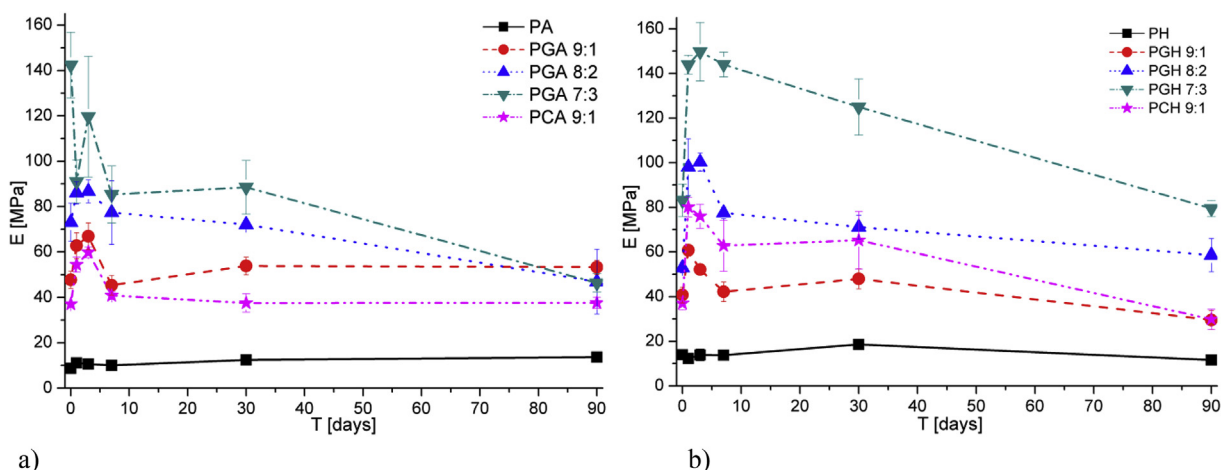 160
140
120
100
80
60
40
20
0
E [MPa]
PA
PGA 9:1
PGA 8:2
PGA 7:3
PCA 9:1
0 10 20 30 40 50 60 70 80 90
T [days]
a)
160
140
120
100
80
60
40
20
0
E [MPa]
PH
PGH 9:1
PGH 8:2
PGH 7:3
PCH 9:1
0 10 20 30 40 50 60 70 80 90
T [days]
b)